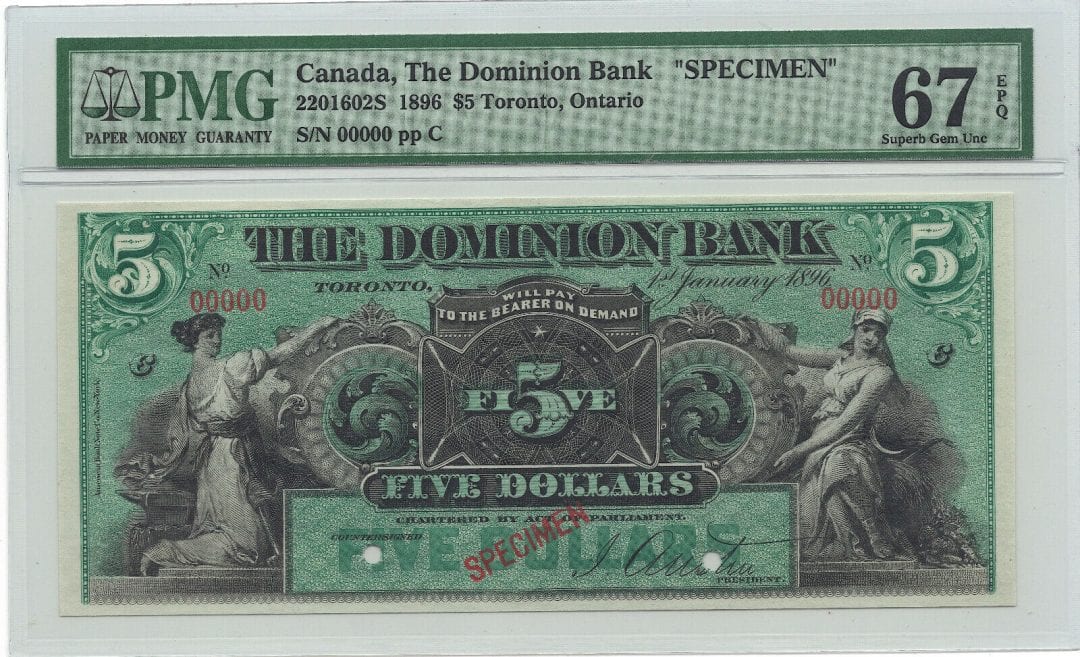 PMG
PAPER MONEY GUARANTY
Canada, The Dominion Bank "SPECIMEN"
2201602S 1896 $5 Toronto, Ontario
S/N 00000 pp C
67
EPQ
Superb Gem Unc
5 THE DOMINION BANK 5
Nº TORONTO, 1st January 1896 Nº
00000 00000
WILL PAY
TO THE BEARER ON DEMAND
FI5VE
FIVE DOLLARS
CHARTERED BY ACT OF PARLIAMENT.
COUNTERSIGNED
FIVE DOLLARS
SPECIMEN
J. Austin
PRESIDENT.